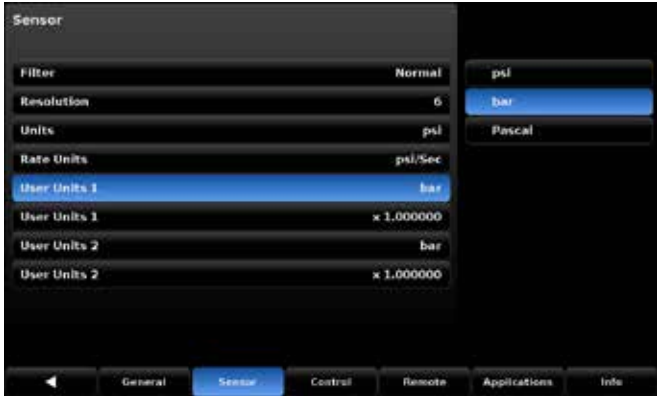 Sensor
Filter Normal
Resolution 6
Units psi
Rate Units psi/Sec
User Units 1 bar
User Units 1 x 1.000000
User Units 2 bar
User Units 2 x 1.000000
psi
bar
Pascal
General Sensor Control Remote Applications Info